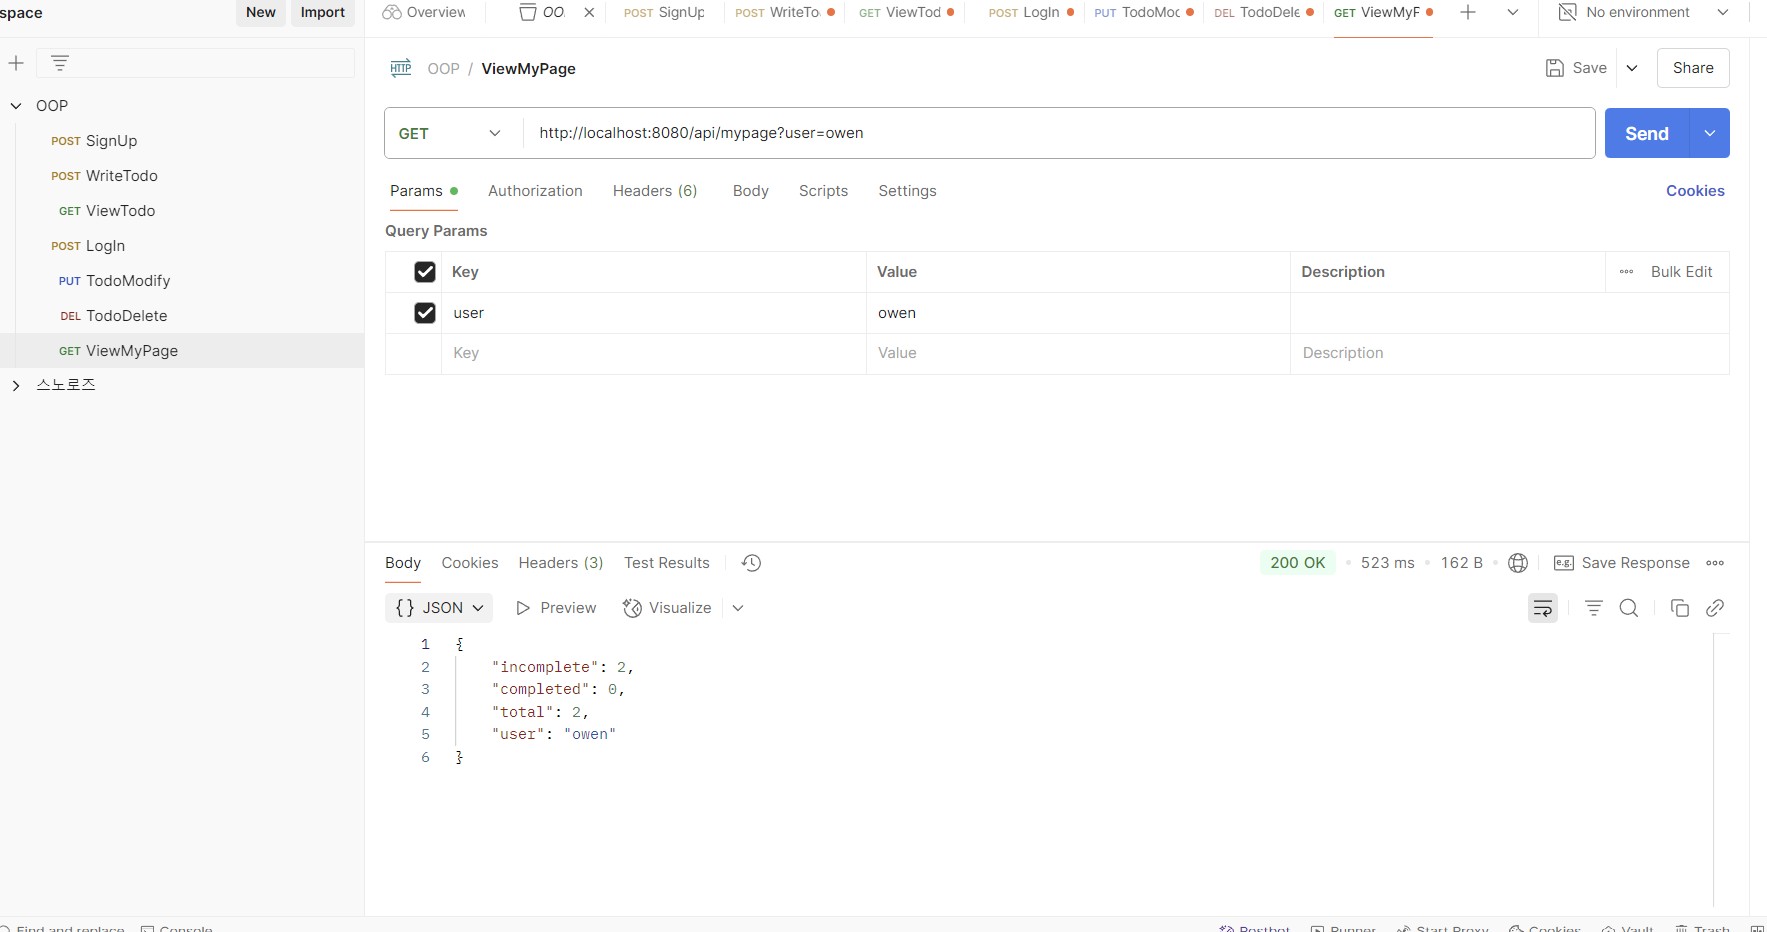 space New Import Overview OO. POST SignUp POST WriteTo GET ViewTod POST LogIn PUT TodoMod DEL TodoDele GET ViewMyF No environment
HTTP OOP / ViewMyPage Save Share
OOP
POST SignUp
POST WriteTodo
GET ViewTodo
POST LogIn
PUT TodoModify
DEL TodoDelete
GET ViewMyPage
스노로즈
GET http://localhost:8080/api/mypage?user=owen Send
Params Authorization Headers (6) Body Scripts Settings Cookies
Query Params
Key Value Description Bulk Edit
user owen
Key Value Description
Body Cookies Headers (3) Test Results 200 OK 523 ms 162 B e.g. Save Response
{} JSON Preview Visualize
1 {
2 "incomplete": 2,
3 "completed": 0,
4 "total": 2,
5 "user": "owen"
6 }
Find and replace Console Postbot Runner Start Proxy Cookies Vault Trash